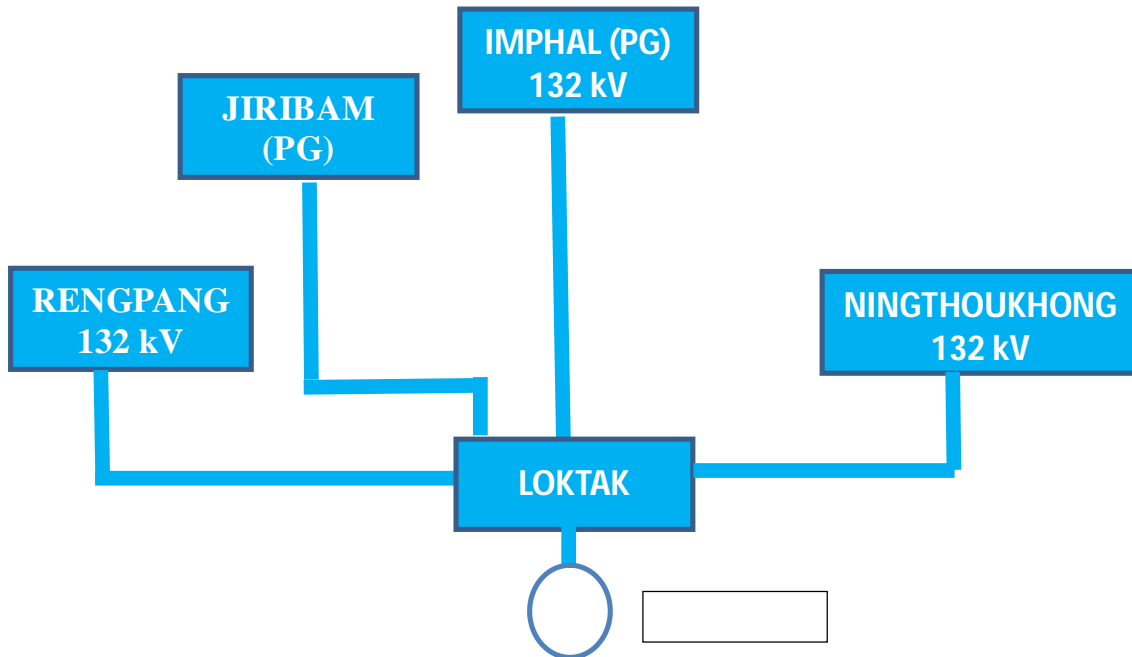 IMPHAL (PG)
132 kV
JIRIBAM
(PG)
RENGPANG
132 kV
NINGTHOUKHONG
132 kV
LOKTAK